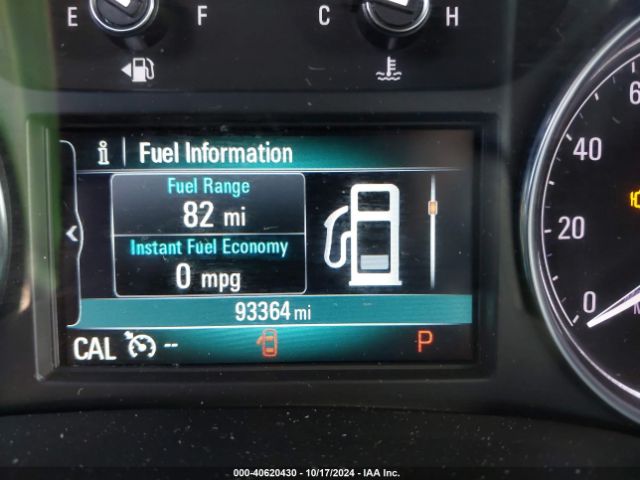 E F C H
Fuel Information
Fuel Range
82 mi
Instant Fuel Economy
0 mpg
93364 mi
CAL -- P
40
20
0
000-40620430 - 10/17/2024 - IAA Inc.